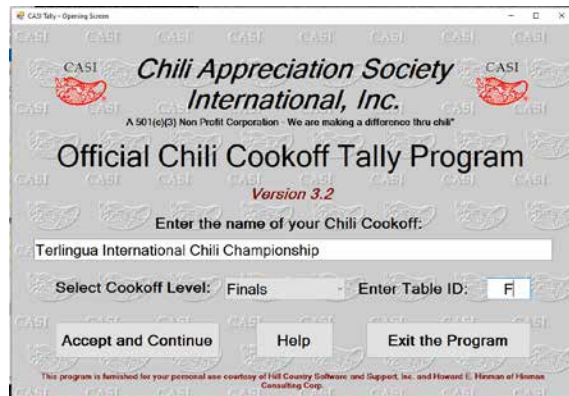 CASI Tally - Opening Screen
CASI
Chili Appreciation Society
International, Inc.
CASI
A 501(c)(3) Non Profit Corporation - We are making a difference thru chili"
Official Chili Cookoff Tally Program
Version 3.2
Enter the name of your Chili Cookoff:
Terlingua International Chili Championship
Select Cookoff Level: Finals Enter Table ID: F
Accept and Continue Help Exit the Program
This program is furnished for your personal use courtesy of Hill Country Software and Support, Inc. and Howard E. Hinman of Hinman
Consulting Corp.